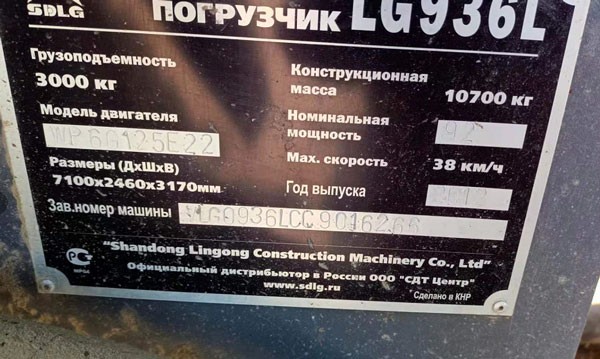 SDLG ПОГРУЗЧИК LG936L
Грузоподъемность
3000 кг
Конструкционная
масса 10700 кг
Модель двигателя
WP6G125E22
Номинальная
мощность 92
Размеры (ДхШхВ)
7100х2460х3170мм
Max. скорость 38 км/ч
Год выпуска
Зав.номер машины VLG0936LCC9016266
"Shandong Lingong Construction Machinery Co., Ltd"
Официальный дистрибьютор в России ООО "СДТ Центр"
www.sdlg.ru
Сделано в КНР